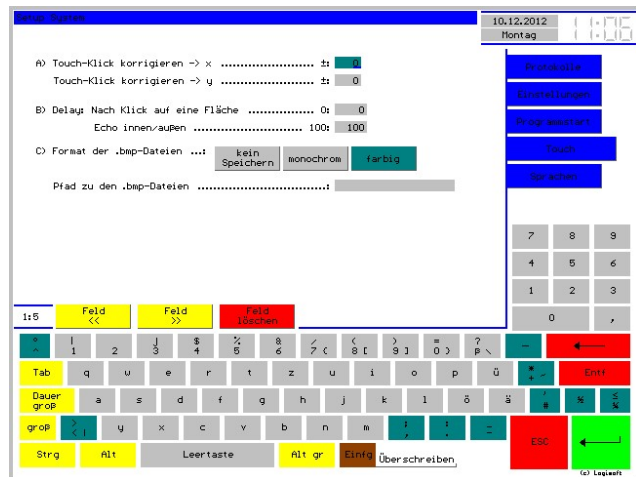 Setup System
10.12.2012
Montag
11:06
A) Touch-Klick korrigieren -> x ....................... ±: 0
Touch-Klick korrigieren -> y ....................... ±: 0
B) Delay: Nach Klick auf eine Fläche ............... 0: 0
Echo innen/außen ..................... 100: 100
C) Format der .bmp-Dateien ...: kein Speichern monochrom farbig
Pfad zu den .bmp-Dateien .........................:
Protokolle
Einstellungen
Programmstart
Touch
Sprachen
7 8 9
4 5 6
1 2 3
0 ,
1:5 Feld << Feld >> Feld löschen
° ^ ! 1 2 J 3 $ 4 % 5 & 6 / 7 { ( 8 [ ) 9 ] = 0 } ? ß \ -
Tab q w e r t z u i o p ü * + ~ Entf
Dauer groß a s d f g h j k l ö ä ' #
groß > < | y x c v b n m ; , : . _ ESC
Strg Alt Leertaste Alt gr Einfg Überschreiben
(c) Logisoft